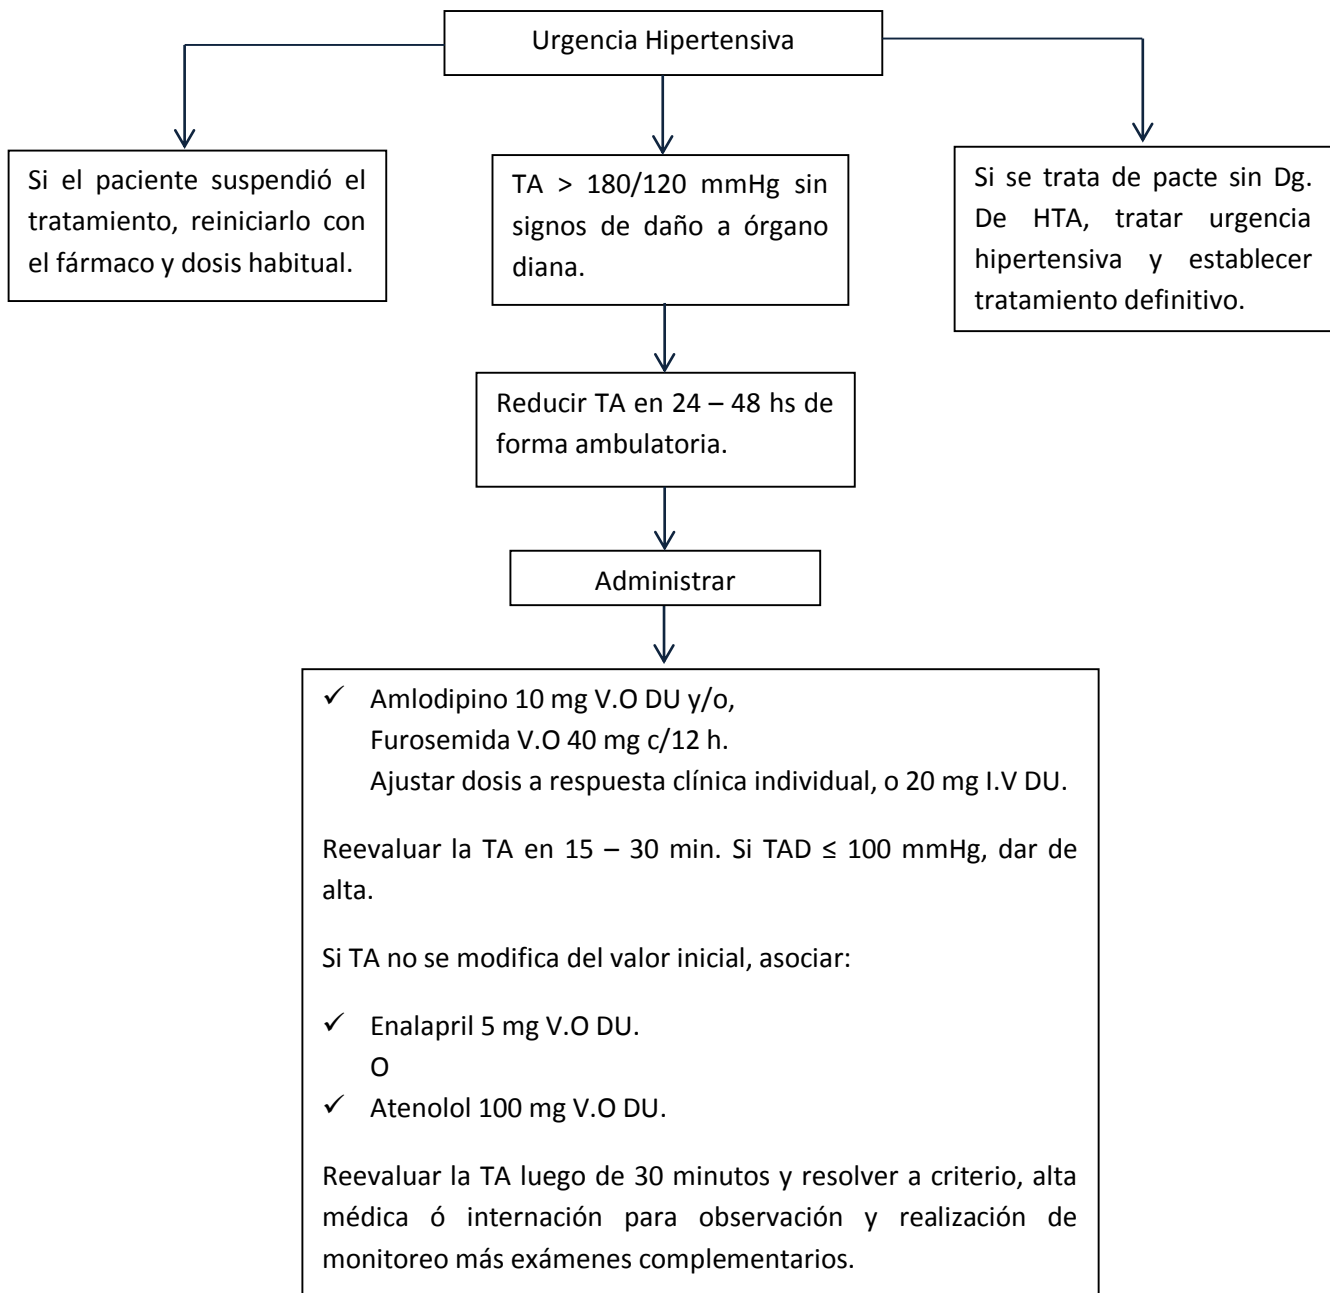 Urgencia Hipertensiva
Si el paciente suspendió el
tratamiento, reiniciarlo con
el fármaco y dosis habitual.
TA > 180/120 mmHg sin
signos de daño a órgano
diana.
Si se trata de pacte sin Dg.
De HTA, tratar urgencia
hipertensiva y establecer
tratamiento definitivo.
Reducir TA en 24 – 48 hs de
forma ambulatoria.
Administrar
✓ Amlodipino 10 mg V.O DU y/o,
Furosemida V.O 40 mg c/12 h.
Ajustar dosis a respuesta clínica individual, o 20 mg I.V DU.
Reevaluar la TA en 15 – 30 min. Si TAD ≤ 100 mmHg, dar de
alta.
Si TA no se modifica del valor inicial, asociar:
✓ Enalapril 5 mg V.O DU.
O
✓ Atenolol 100 mg V.O DU.
Reevaluar la TA luego de 30 minutos y resolver a criterio, alta
médica ó internación para observación y realización de
monitoreo más exámenes complementarios.